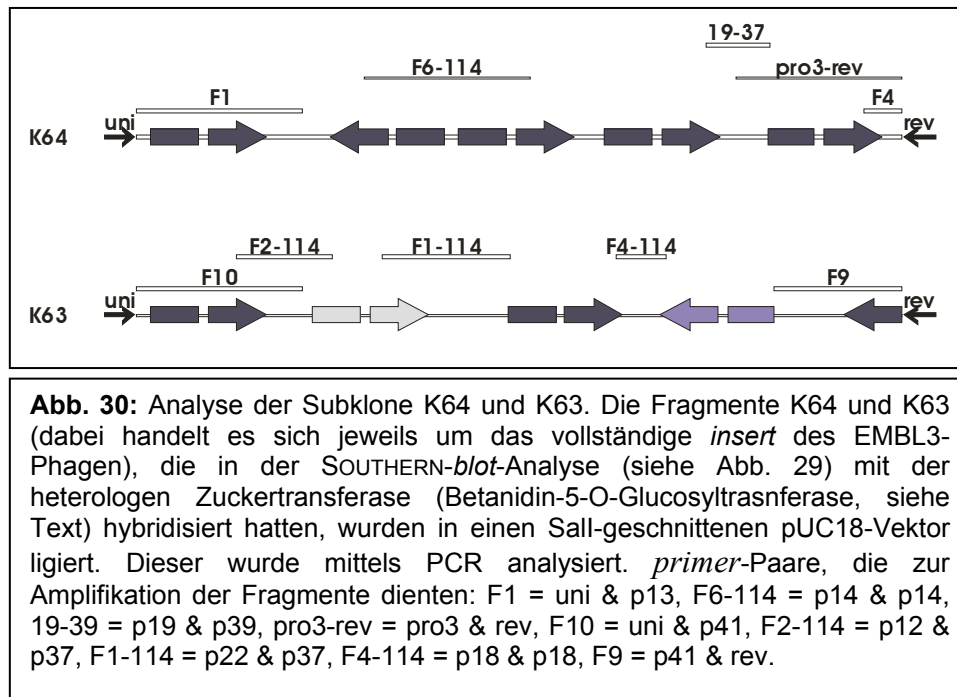 19-37
F6-114
pro3-rev
F1
F4
uni
rev
K64
F2-114
F1-114
F4-114
F10
F9
uni
rev
K63
Abb. 30: Analyse der Subklone K64 und K63. Die Fragmente K64 und K63
(dabei handelt es sich jeweils um das vollständige insert des EMBL3-
Phagen), die in der SOUTHERN-blot-Analyse (siehe Abb. 29) mit der
heterologen Zuckertransferase (Betanidin-5-O-Glucosyltrasnferase, siehe
Text) hybridisiert hatten, wurden in einen SalI-geschnittenen pUC18-Vektor
ligiert. Dieser wurde mittels PCR analysiert. primer-Paare, die zur
Amplifikation der Fragmente dienten: F1 = uni & p13, F6-114 = p14 & p14,
19-39 = p19 & p39, pro3-rev = pro3 & rev, F10 = uni & p41, F2-114 = p12 &
p37, F1-114 = p22 & p37, F4-114 = p18 & p18, F9 = p41 & rev.